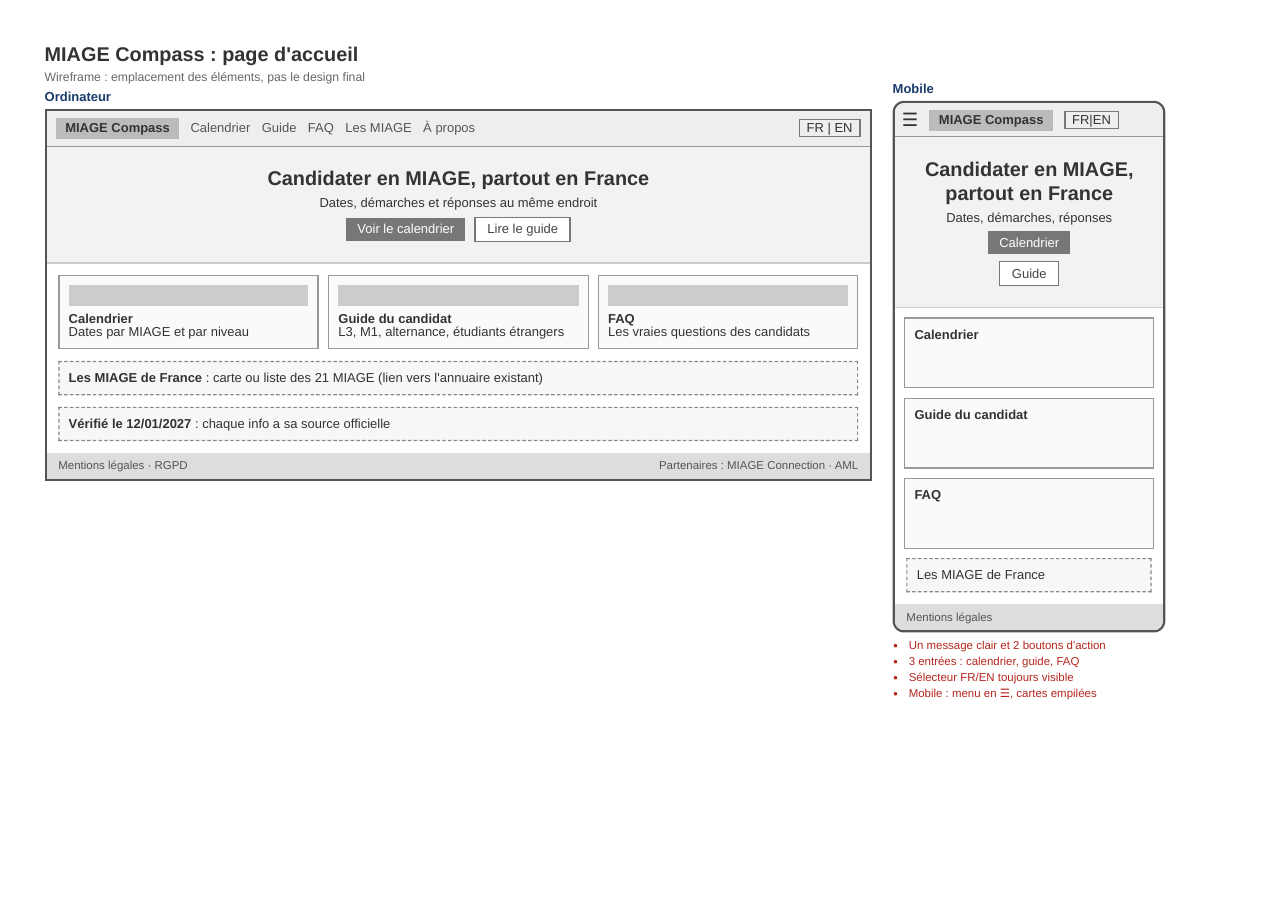 MIAGE Compass : page d'accueil
Wireframe : emplacement des éléments, pas le design final
Ordinateur
MIAGE Compass Calendrier Guide FAQ Les MIAGE À propos FR | EN
Candidater en MIAGE, partout en France
Dates, démarches et réponses au même endroit
Voir le calendrier Lire le guide
Calendrier
Dates par MIAGE et par niveau
Guide du candidat
L3, M1, alternance, étudiants étrangers
FAQ
Les vraies questions des candidats
Les MIAGE de France : carte ou liste des 21 MIAGE (lien vers l'annuaire existant)
Vérifié le 12/01/2027 : chaque info a sa source officielle
Mentions légales · RGPD Partenaires : MIAGE Connection · AML
Mobile
☰ MIAGE Compass FR|EN
Candidater en MIAGE,
partout en France
Dates, démarches, réponses
Calendrier
Guide
Calendrier
Guide du candidat
FAQ
Les MIAGE de France
Mentions légales
• Un message clair et 2 boutons d'action
• 3 entrées : calendrier, guide, FAQ
• Sélecteur FR/EN toujours visible
• Mobile : menu en ☰, cartes empilées